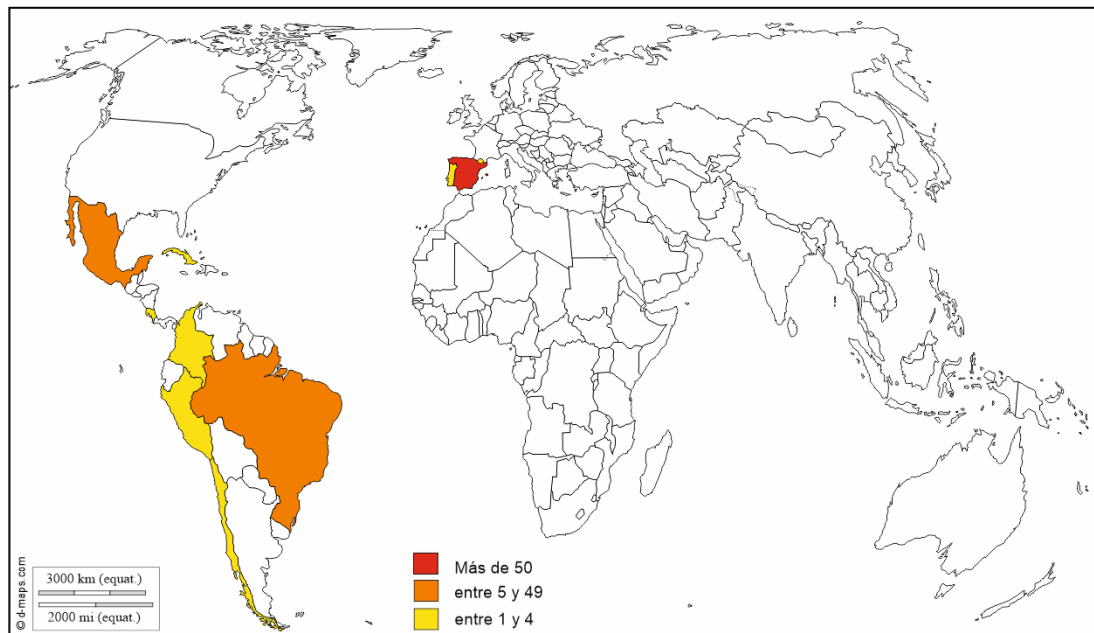 Más de 50
entre 5 y 49
entre 1 y 4
3000 km (equat.)
2000 mi (equat.)
© d-maps.com